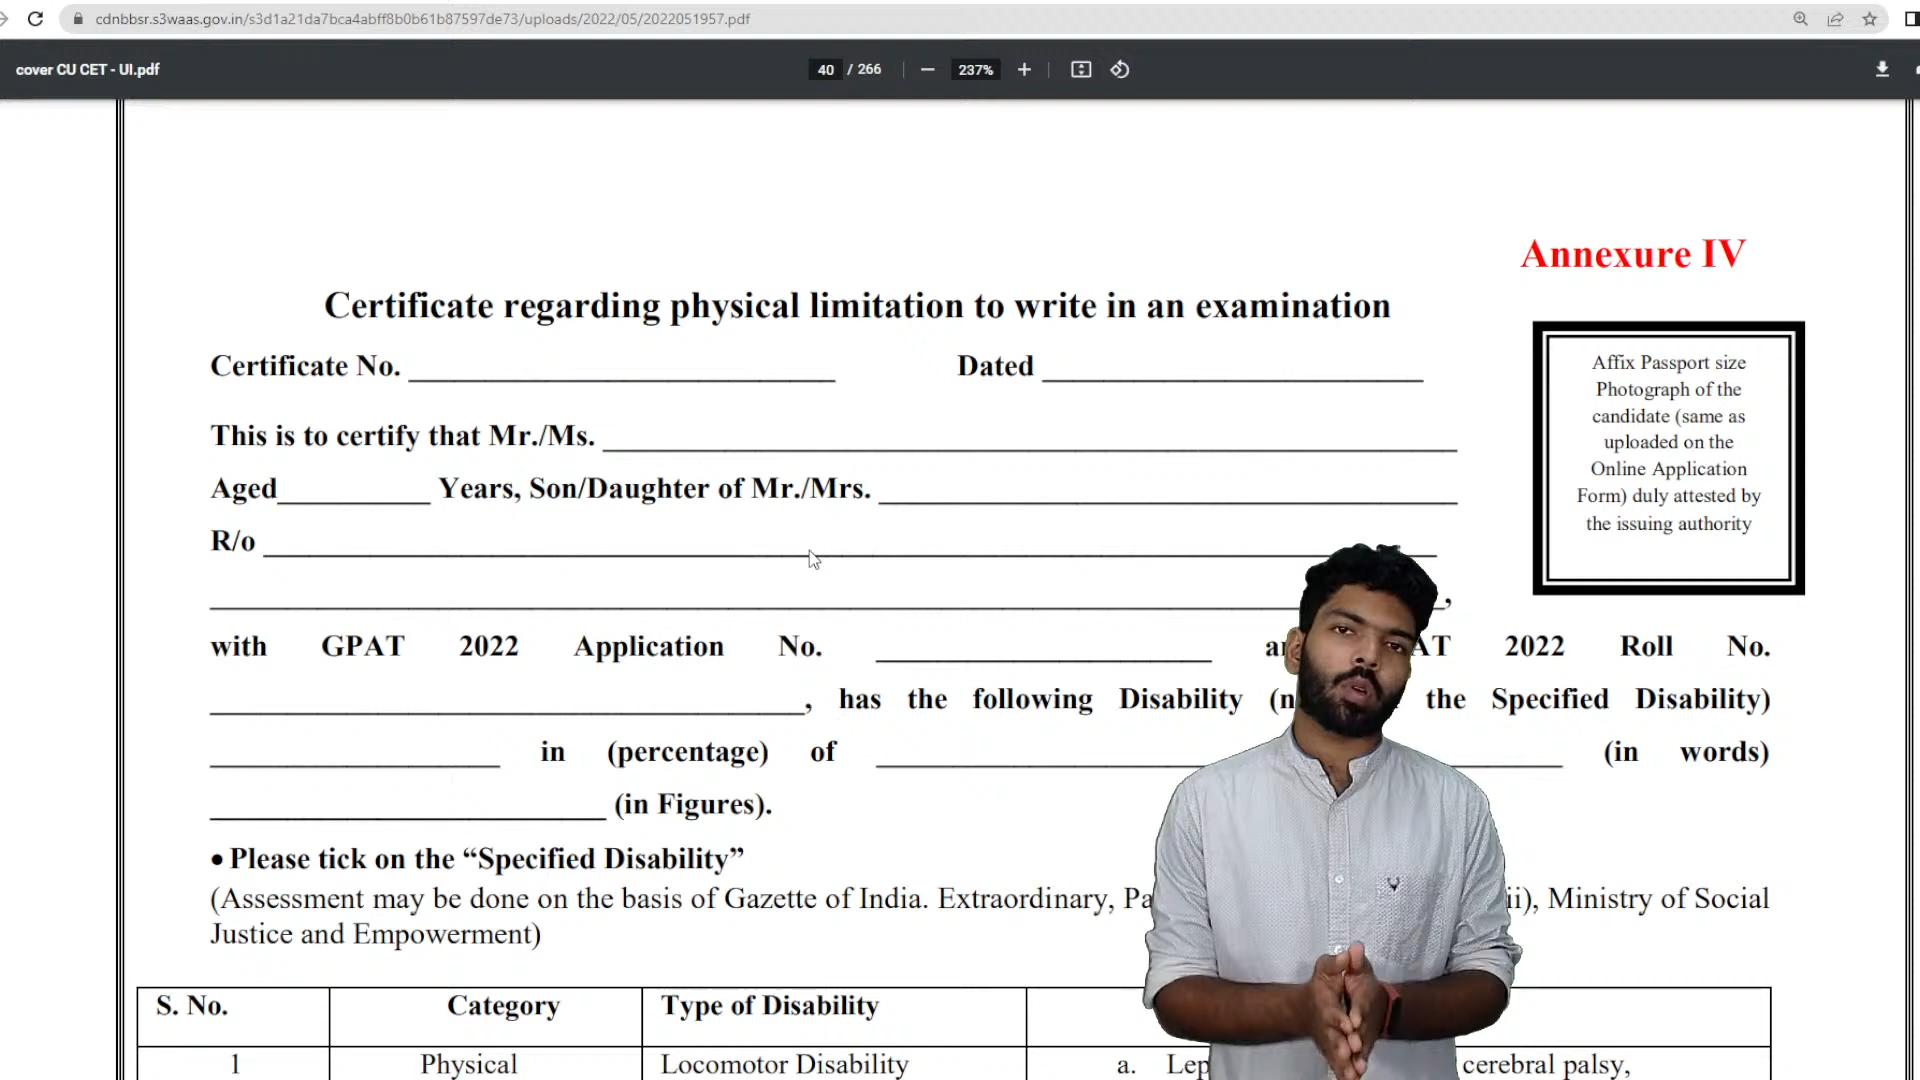 cdnbbsr.s3waas.gov.in/s3d1a21da7bca4abff8b0b61b87597de73/uploads/2022/05/2022051957.pdf
cover CU CET - UI.pdf 40 / 266 237%
Annexure IV
Certificate regarding physical limitation to write in an examination
Certificate No. Dated
Affix Passport size
Photograph of the
candidate (same as
uploaded on the
Online Application
Form) duly attested by
the issuing authority
This is to certify that Mr./Ms.
Aged Years, Son/Daughter of Mr./Mrs.
R/o
,
with GPAT 2022 Application No. 2022 Roll No.
, has the following Disability the Specified Disability)
in (percentage) of (in words)
(in Figures).
• Please tick on the “Specified Disability”
(Assessment may be done on the basis of Gazette of India. Extraordinary, Ministry of Social
Justice and Empowerment)
S. No. Category Type of Disability
1 Physical Locomotor Disability a. cerebral palsy,